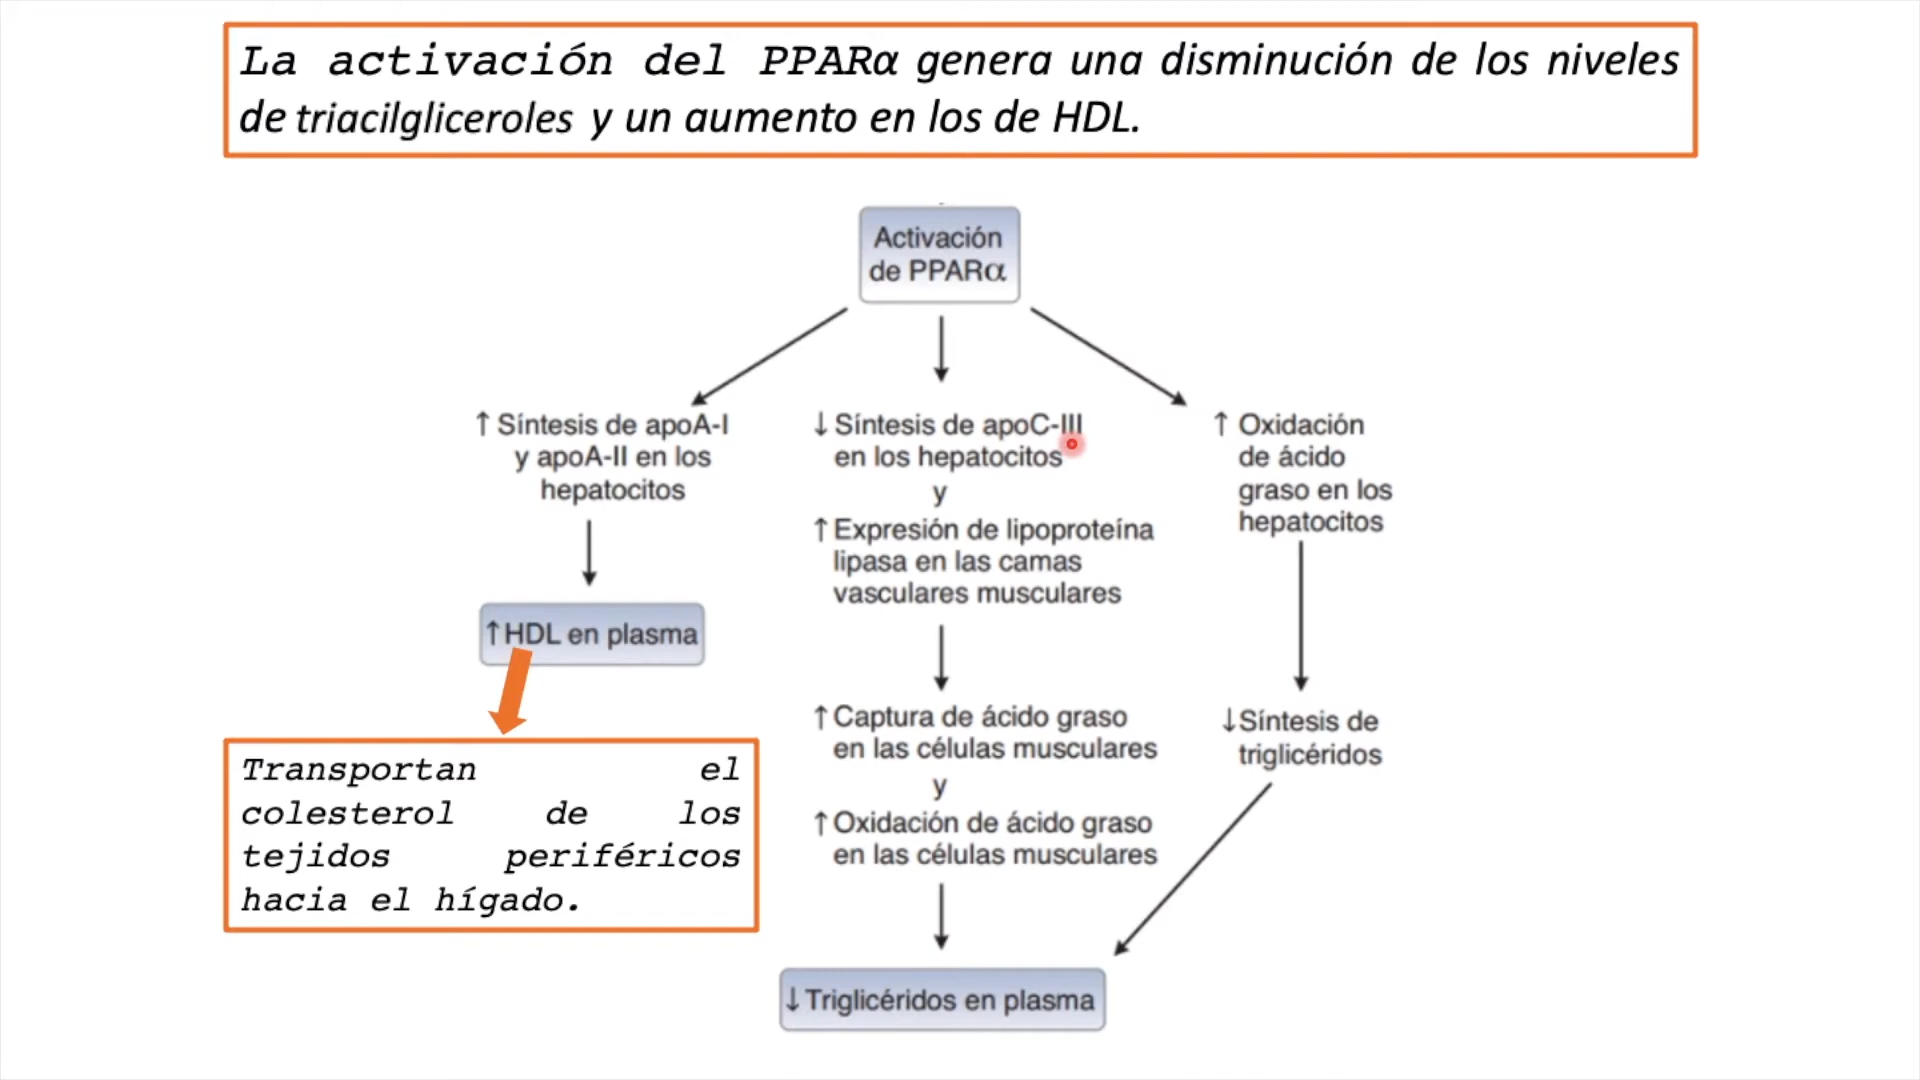 La activación del PPARα genera una disminución de los niveles
de triacilgliceroles y un aumento en los de HDL.
Activación
de PPARα
↑ Síntesis de apoA-I
y apoA-II en los
hepatocitos
↑HDL en plasma
Transportan el
colesterol de los
tejidos periféricos
hacia el hígado.
↓Síntesis de apoC-III
en los hepatocitos
y
↑Expresión de lipoproteína
lipasa en las camas
vasculares musculares
↑Captura de ácido graso
en las células musculares
y
↑Oxidación de ácido graso
en las células musculares
↑ Oxidación
de ácido
graso en los
hepatocitos
↓Síntesis de
triglicéridos
↓Triglicéridos en plasma